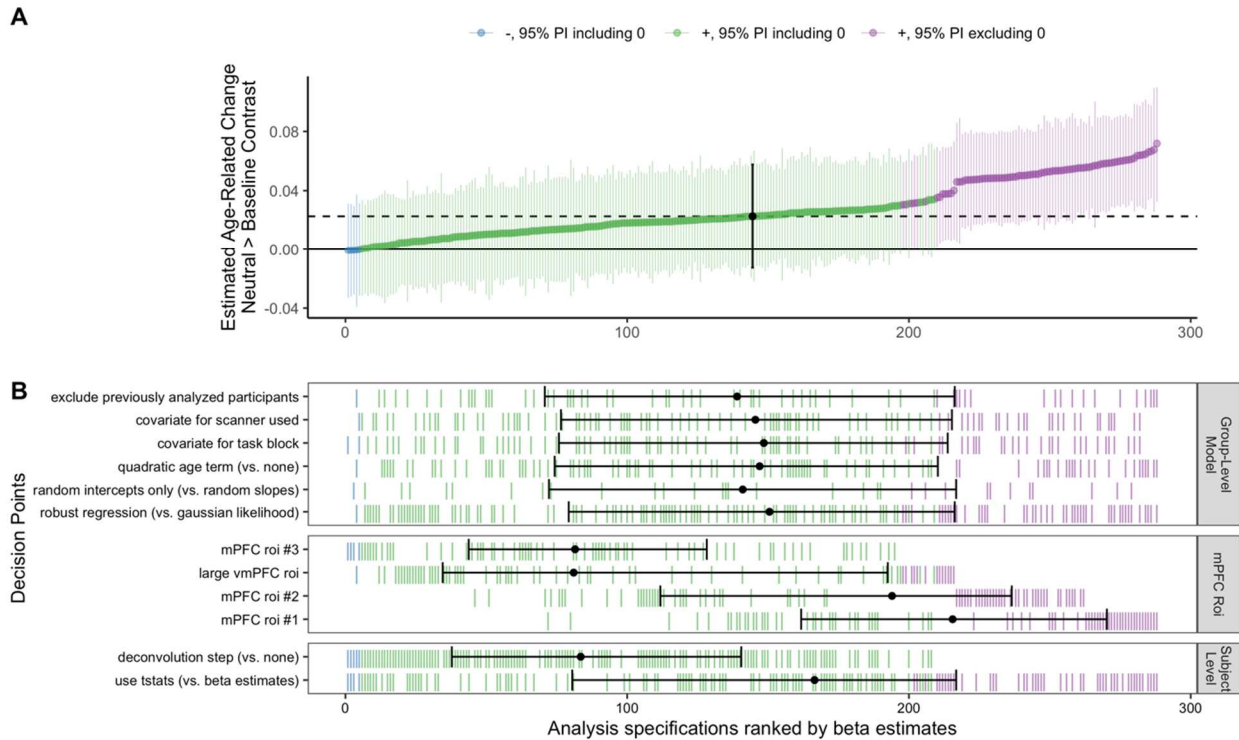 A
-, 95% PI including 0 +, 95% PI including 0 +, 95% PI excluding 0
Estimated Age-Related Change
Neutral > Baseline Contrast
0.08
0.04
0.00
-0.04
0 100 200 300
B
Decision Points
exclude previously analyzed participants
covariate for scanner used
covariate for task block
quadratic age term (vs. none)
random intercepts only (vs. random slopes)
robust regression (vs. gaussian likelihood)
Group-Level
Model
mPFC roi #3
large vmPFC roi
mPFC roi #2
mPFC roi #1
mPFC Roi
deconvolution step (vs. none)
use tstats (vs. beta estimates)
Subject
Level
0 100 200 300
Analysis specifications ranked by beta estimates